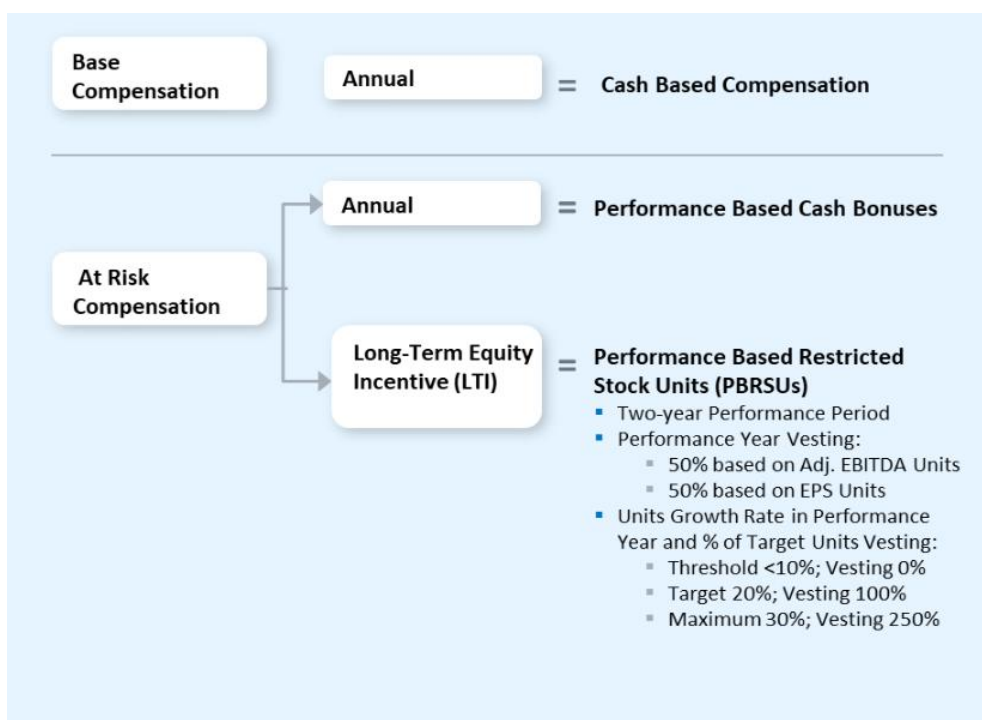 Base
Compensation
Annual
= Cash Based Compensation
Annual
= Performance Based Cash Bonuses
At Risk
Compensation
Long-Term Equity
Incentive (LTI)
= Performance Based Restricted
Stock Units (PBRSUs)
▪ Two-year Performance Period
▪ Performance Year Vesting:
▪ 50% based on Adj. EBITDA Units
▪ 50% based on EPS Units
▪ Units Growth Rate in Performance
Year and % of Target Units Vesting:
▪ Threshold <10%; Vesting 0%
▪ Target 20%; Vesting 100%
▪ Maximum 30%; Vesting 250%